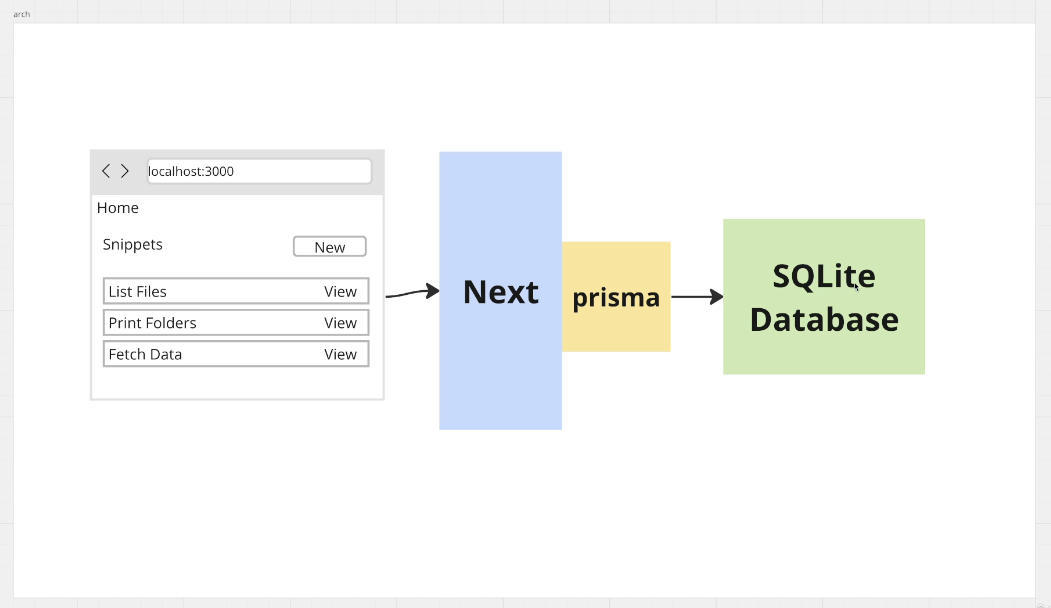 arch
localhost:3000
Home
Snippets
New
List Files View
Print Folders View
Fetch Data View
Next
prisma
SQLite
Database